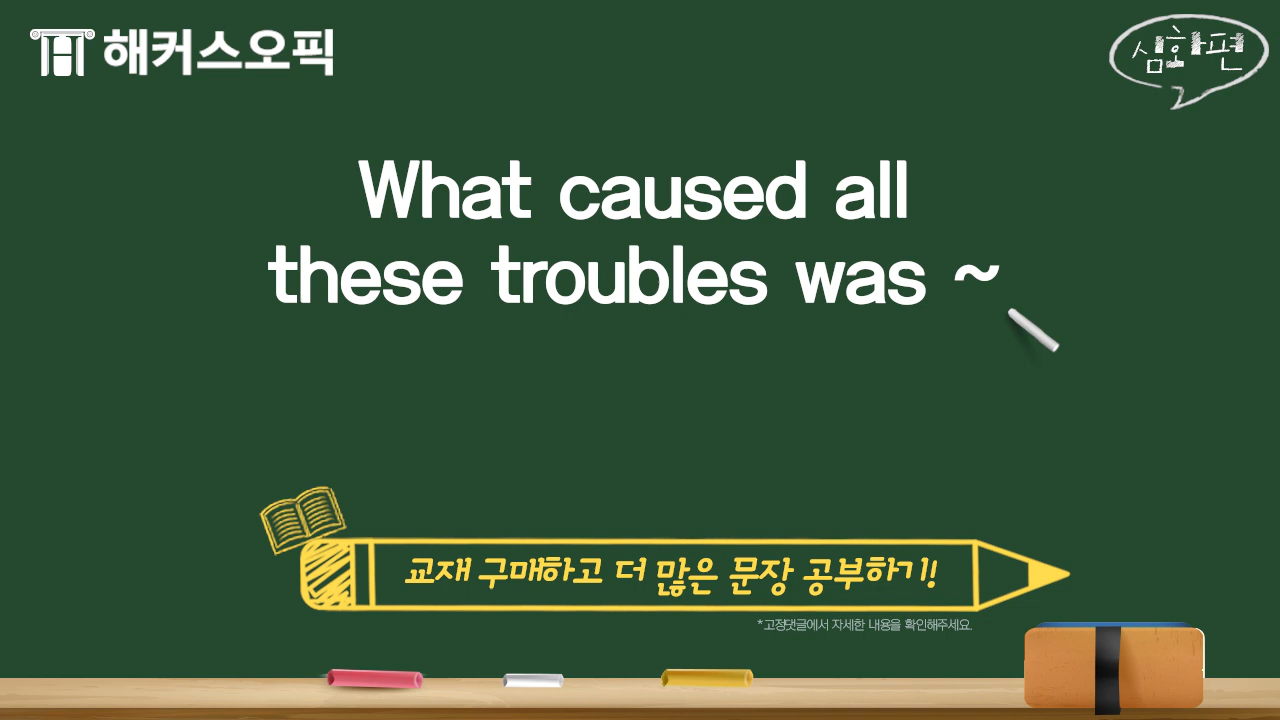 해커스오픽
심화편
What caused all
these troubles was ~
교재 구매하고 더 많은 문장 공부하기!
*고정댓글에서 자세한 내용을 확인해주세요.